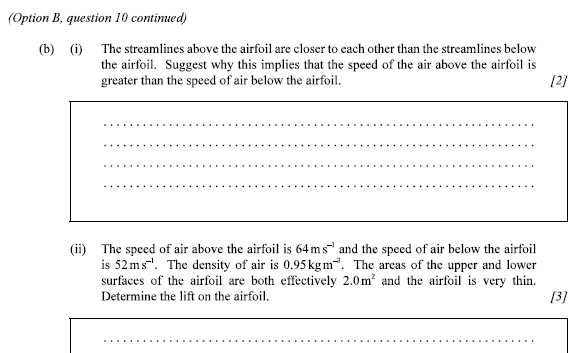 (Option B, question 10 continued)
(b) (i) The streamlines above the airfoil are closer to each other than the streamlines below
the airfoil. Suggest why this implies that the speed of the air above the airfoil is
greater than the speed of air below the airfoil. [2]
(ii) The speed of air above the airfoil is 64 m s⁻¹ and the speed of air below the airfoil
is 52 m s⁻¹. The density of air is 0.95 kg m⁻³. The areas of the upper and lower
surfaces of the airfoil are both effectively 2.0 m² and the airfoil is very thin.
Determine the lift on the airfoil. [3]